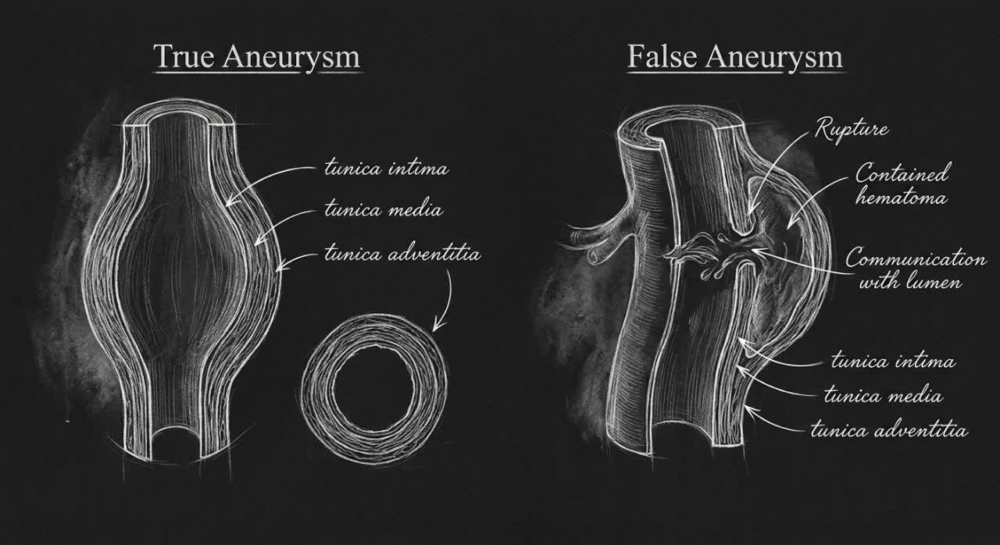 True Aneurysm
tunica intima
tunica media
tunica adventitia
False Aneurysm
Rupture
Contained
hematoma
Communication
with lumen
tunica intima
tunica media
tunica adventitia